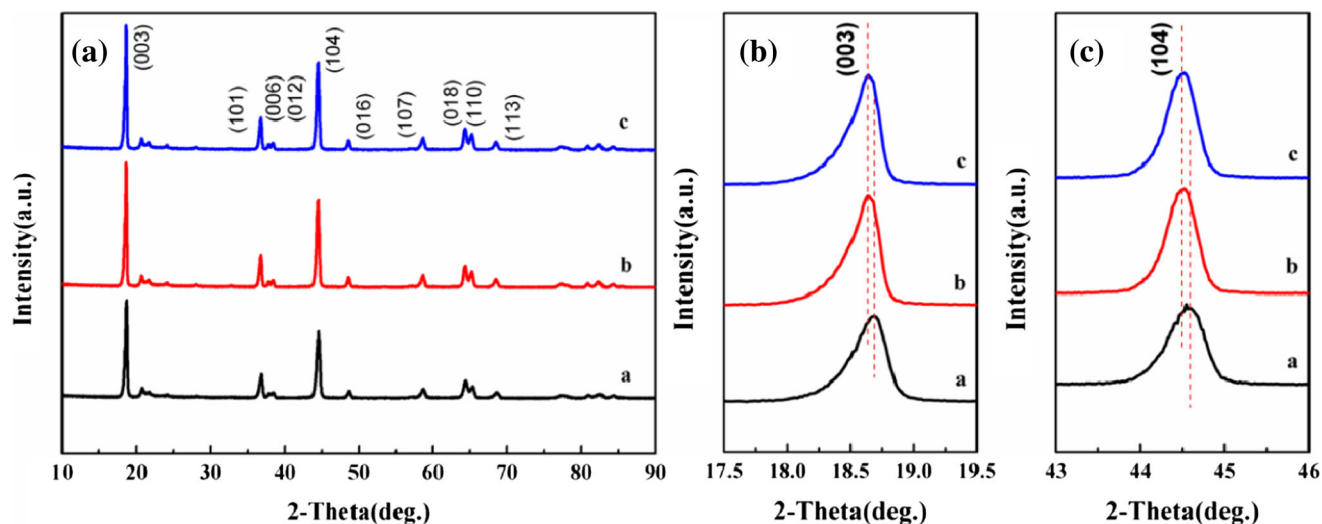 (a)
(003)
(101)
(006)
(012)
(104)
(016)
(107)
(018)
(110)
(113)
c
b
a
Intensity(a.u.)
10 20 30 40 50 60 70 80 90
2-Theta(deg.)
(b)
(003)
c
b
a
Intensity(a.u.)
17.5 18.0 18.5 19.0 19.5
2-Theta(deg.)
(c)
(104)
c
b
a
Intensity(a.u.)
43 44 45 46
2-Theta(deg.)